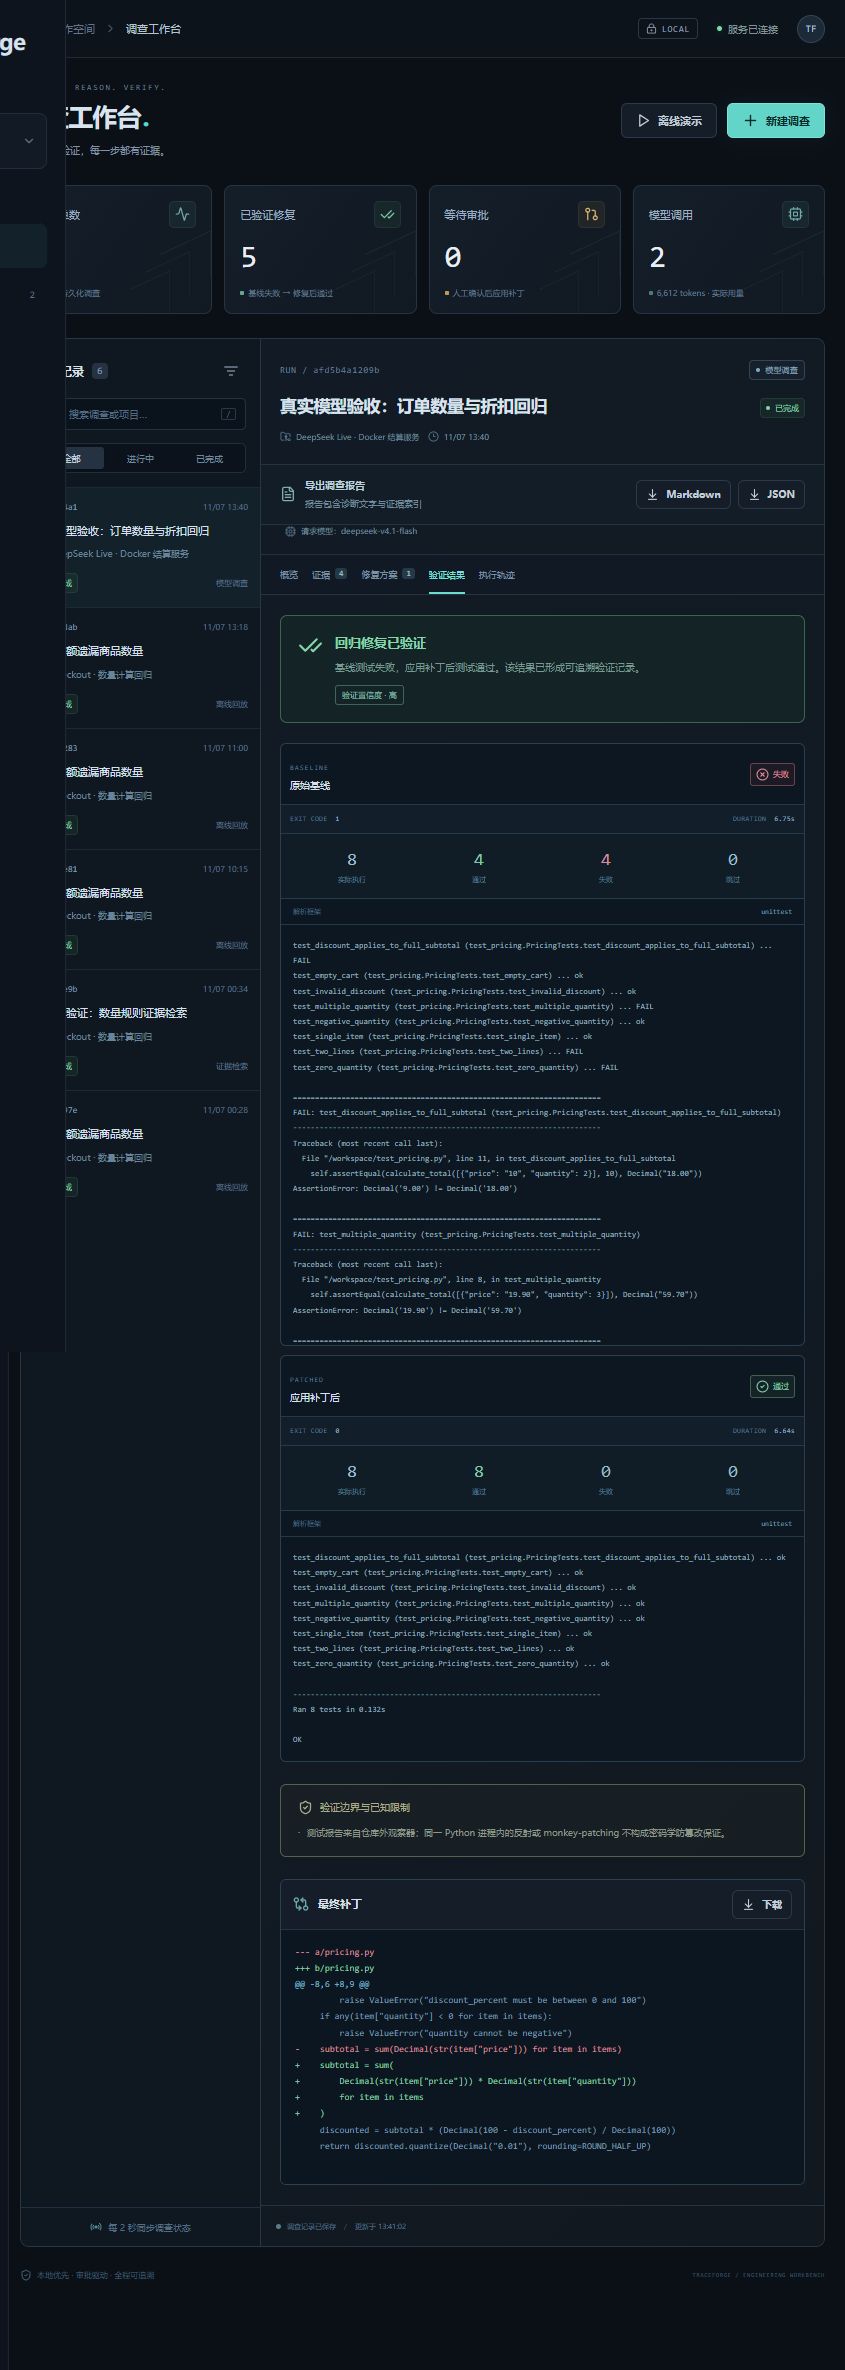 ge
作空间 > 调查工作台
LOCAL
服务已连接
TF
REASON. VERIFY.
工作台.
验证，每一步都有证据。
离线演示
新建调查
数
久化调查
已验证修复
5
基线失败 → 修复后通过
等待审批
0
人工确认后应用补丁
模型调用
2
6,612 tokens · 实际用量
2
记录 6
搜索调查或项目...
/
全部
进行中
已完成
a1
11/07 13:40
型验收：订单数量与折扣回归
pSeek Live · Docker 结算服务
模型调查
ab
11/07 13:18
额遗漏商品数量
ckout · 数量计算回归
离线回放
283
11/07 11:00
额遗漏商品数量
ckout · 数量计算回归
离线回放
e81
11/07 10:15
额遗漏商品数量
ckout · 数量计算回归
离线回放
e9b
11/07 00:34
验证：数量规则证据检索
ckout · 数量计算回归
证据检索
97e
11/07 00:28
额遗漏商品数量
ckout · 数量计算回归
离线回放
每 2 秒同步调查状态
RUN / afd5b4a1209b
模型调查
真实模型验收：订单数量与折扣回归
已完成
DeepSeek Live · Docker 结算服务
11/07 13:40
导出调查报告
报告包含诊断文字与证据索引
Markdown
JSON
请求模型：deepseek-v4.1-flash
概览
证据 4
修复方案 1
验证结果
执行轨迹
回归修复已验证
基线测试失败，应用补丁后测试通过。该结果已形成可追溯验证记录。
验证置信度 · 高
BASELINE
原始基线
失败
EXIT CODE 1
DURATION 6.75s
8
4
4
0
实际执行
通过
失败
跳过
解析框架
unittest
test_discount_applies_to_full_subtotal (test_pricing.PricingTests.test_discount_applies_to_full_subtotal) ...
FAIL
test_empty_cart (test_pricing.PricingTests.test_empty_cart) ... ok
test_invalid_discount (test_pricing.PricingTests.test_invalid_discount) ... ok
test_multiple_quantity (test_pricing.PricingTests.test_multiple_quantity) ... FAIL
test_negative_quantity (test_pricing.PricingTests.test_negative_quantity) ... ok
test_single_item (test_pricing.PricingTests.test_single_item) ... ok
test_two_lines (test_pricing.PricingTests.test_two_lines) ... FAIL
test_zero_quantity (test_pricing.PricingTests.test_zero_quantity) ... FAIL
======================================================================
FAIL: test_discount_applies_to_full_subtotal (test_pricing.PricingTests.test_discount_applies_to_full_subtotal)
----------------------------------------------------------------------
Traceback (most recent call last):
File "/workspace/test_pricing.py", line 11, in test_discount_applies_to_full_subtotal
self.assertEqual(calculate_total([{"price": "10", "quantity": 2}], 10), Decimal("18.00"))
AssertionError: Decimal('9.00') != Decimal('18.00')
======================================================================
FAIL: test_multiple_quantity (test_pricing.PricingTests.test_multiple_quantity)
----------------------------------------------------------------------
Traceback (most recent call last):
File "/workspace/test_pricing.py", line 8, in test_multiple_quantity
self.assertEqual(calculate_total([{"price": "19.90", "quantity": 3}]), Decimal("59.70"))
AssertionError: Decimal('19.90') != Decimal('59.70')
======================================================================
PATCHED
应用补丁后
通过
EXIT CODE 0
DURATION 6.64s
8
8
0
0
实际执行
通过
失败
跳过
解析框架
unittest
test_discount_applies_to_full_subtotal (test_pricing.PricingTests.test_discount_applies_to_full_subtotal) ... ok
test_empty_cart (test_pricing.PricingTests.test_empty_cart) ... ok
test_invalid_discount (test_pricing.PricingTests.test_invalid_discount) ... ok
test_multiple_quantity (test_pricing.PricingTests.test_multiple_quantity) ... ok
test_negative_quantity (test_pricing.PricingTests.test_negative_quantity) ... ok
test_single_item (test_pricing.PricingTests.test_single_item) ... ok
test_two_lines (test_pricing.PricingTests.test_two_lines) ... ok
test_zero_quantity (test_pricing.PricingTests.test_zero_quantity) ... ok
----------------------------------------------------------------------
Ran 8 tests in 0.132s
OK
验证边界与已知限制
· 测试报告来自仓库外观察器；同一 Python 进程内的反射或 monkey-patching 不构成密码学防篡改保证。
最终补丁
下载
--- a/pricing.py
+++ b/pricing.py
@@ -8,6 +8,9 @@
raise ValueError("discount_percent must be between 0 and 100")
if any(item["quantity"] < 0 for item in items):
raise ValueError("quantity cannot be negative")
- subtotal = sum(Decimal(str(item["price"])) for item in items)
+ subtotal = sum(
+ Decimal(str(item["price"])) * Decimal(str(item["quantity"]))
+ for item in items
+ )
discounted = subtotal * (Decimal(100 - discount_percent) / Decimal(100))
return discounted.quantize(Decimal("0.01"), rounding=ROUND_HALF_UP)
调查记录已保存 / 更新于 13:41:02
本地优先 · 审批驱动 · 全程可追溯
TRACEFORGE / ENGINEERING WORKBENCH